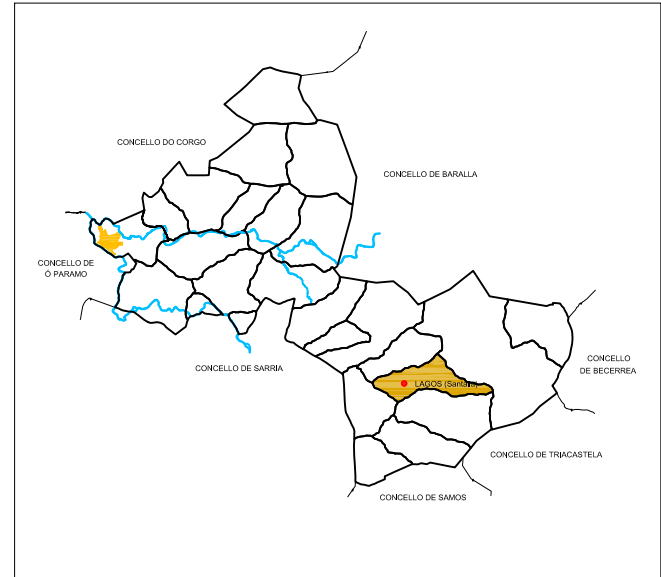 CONCELLO DO CORGO
CONCELLO DE BARALLA
CONCELLO DE
Ó PARAMO
CONCELLO DE SARRIA
CONCELLO
DE BECERREA
LAGOS (Santala)
CONCELLO DE TRIACASTELA
CONCELLO DE SAMOS